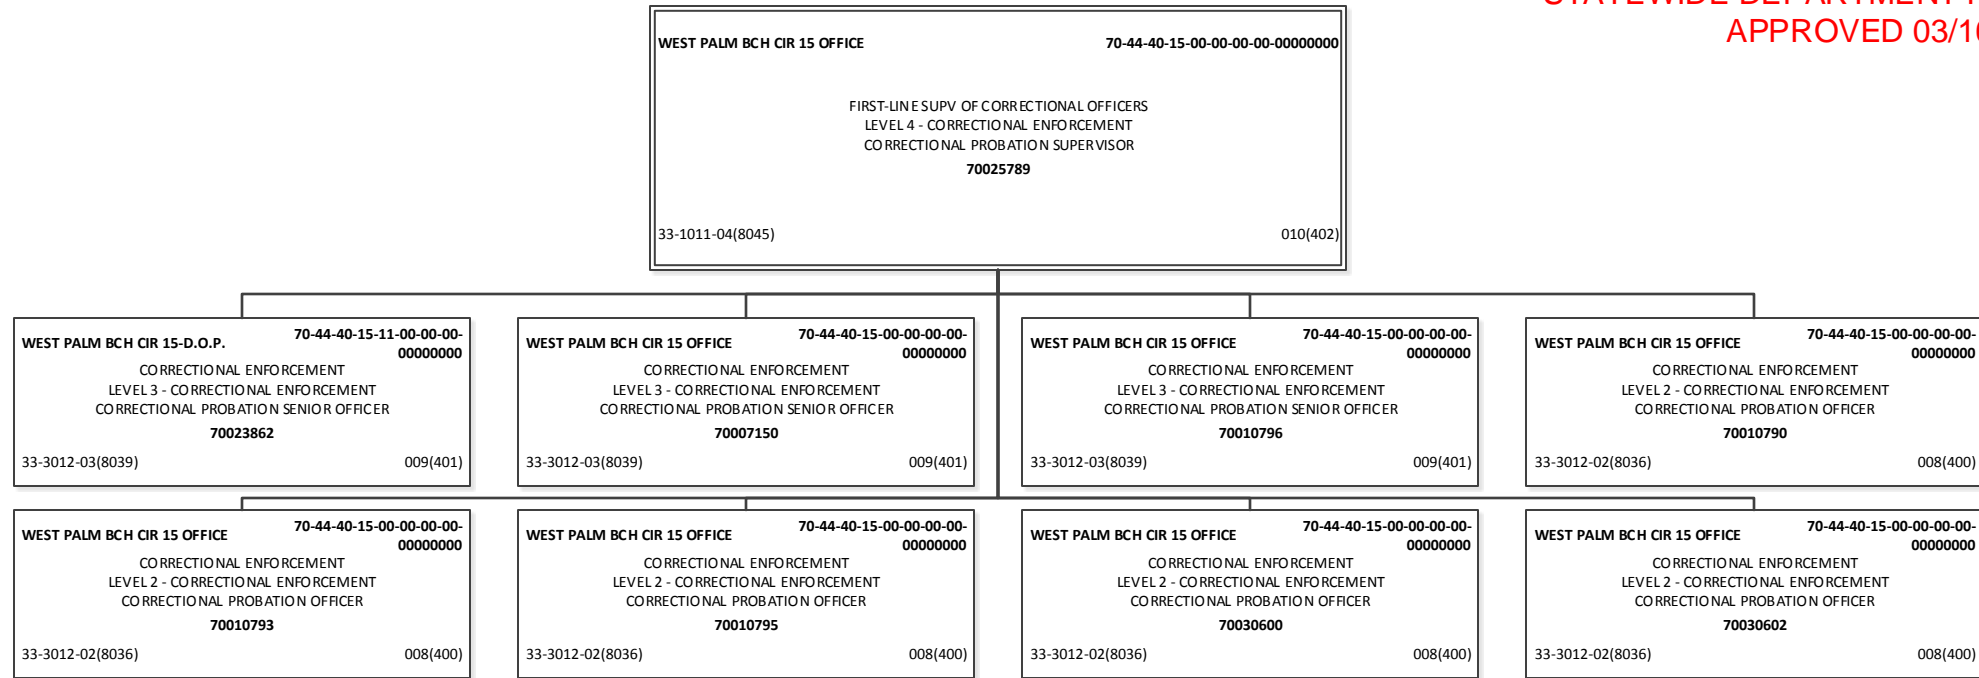 STATEWIDE DEPARTMENT
APPROVED 03/
WEST PALM BCH CIR 15 OFFICE 70-44-40-15-00-00-00-00-00000000
FIRST-LINE SUPV OF CORRECTIONAL OFFICERS
LEVEL 4 - CORRECTIONAL ENFORCEMENT
CORRECTIONAL PROBATION SUPERVISOR
70025789
33-1011-04(8045) 010(402)
WEST PALM BCH CIR 15-D.O.P. 70-44-40-15-11-00-00-00-
00000000
CORRECTIONAL ENFORCEMENT
LEVEL 3 - CORRECTIONAL ENFORCEMENT
CORRECTIONAL PROBATION SENIOR OFFICER
70023862
33-3012-03(8039) 009(401)
WEST PALM BCH CIR 15 OFFICE 70-44-40-15-00-00-00-00-
00000000
CORRECTIONAL ENFORCEMENT
LEVEL 3 - CORRECTIONAL ENFORCEMENT
CORRECTIONAL PROBATION SENIOR OFFICER
70007150
33-3012-03(8039) 009(401)
WEST PALM BCH CIR 15 OFFICE 70-44-40-15-00-00-00-00-
00000000
CORRECTIONAL ENFORCEMENT
LEVEL 3 - CORRECTIONAL ENFORCEMENT
CORRECTIONAL PROBATION SENIOR OFFICER
70010796
33-3012-03(8039) 009(401)
WEST PALM BCH CIR 15 OFFICE 70-44-40-15-00-00-00-00-
00000000
CORRECTIONAL ENFORCEMENT
LEVEL 2 - CORRECTIONAL ENFORCEMENT
CORRECTIONAL PROBATION OFFICER
70010790
33-3012-02(8036) 008(400)
WEST PALM BCH CIR 15 OFFICE 70-44-40-15-00-00-00-00-
00000000
CORRECTIONAL ENFORCEMENT
LEVEL 2 - CORRECTIONAL ENFORCEMENT
CORRECTIONAL PROBATION OFFICER
70010793
33-3012-02(8036) 008(400)
WEST PALM BCH CIR 15 OFFICE 70-44-40-15-00-00-00-00-
00000000
CORRECTIONAL ENFORCEMENT
LEVEL 2 - CORRECTIONAL ENFORCEMENT
CORRECTIONAL PROBATION OFFICER
70010795
33-3012-02(8036) 008(400)
WEST PALM BCH CIR 15 OFFICE 70-44-40-15-00-00-00-00-
00000000
CORRECTIONAL ENFORCEMENT
LEVEL 2 - CORRECTIONAL ENFORCEMENT
CORRECTIONAL PROBATION OFFICER
70030600
33-3012-02(8036) 008(400)
WEST PALM BCH CIR 15 OFFICE 70-44-40-15-00-00-00-00-
00000000
CORRECTIONAL ENFORCEMENT
LEVEL 2 - CORRECTIONAL ENFORCEMENT
CORRECTIONAL PROBATION OFFICER
70030602
33-3012-02(8036) 008(400)